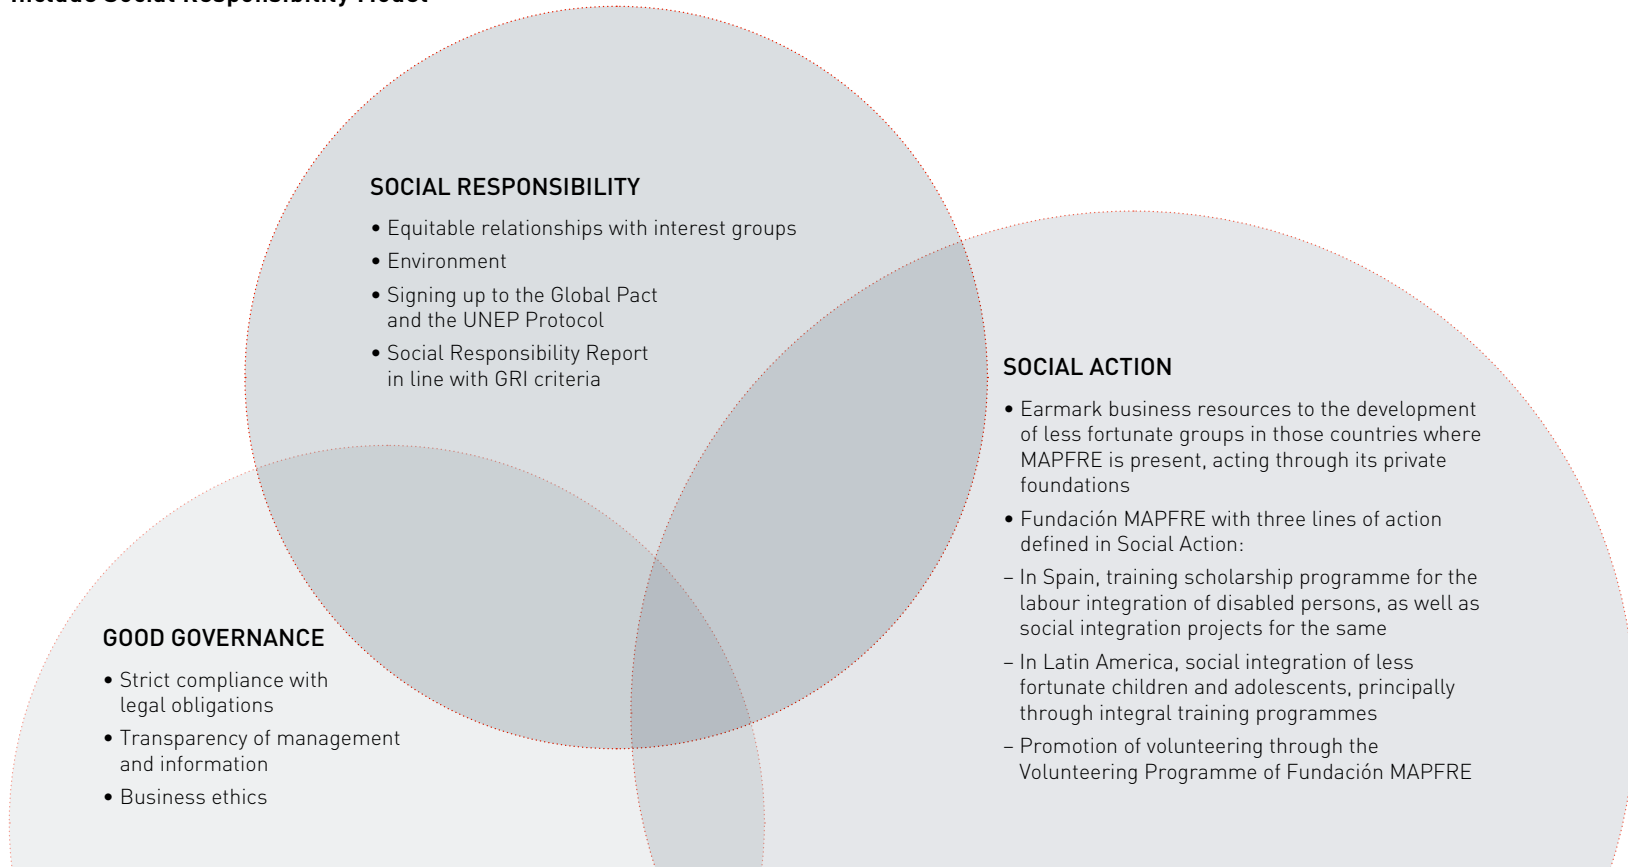 SOCIAL RESPONSIBILITY
• Equitable relationships with interest groups
• Environment
• Signing up to the Global Pact
and the UNEP Protocol
• Social Responsibility Report
in line with GRI criteria
SOCIAL ACTION
• Earmark business resources to the development
of less fortunate groups in those countries where
MAPFRE is present, acting through its private
foundations
• Fundación MAPFRE with three lines of action
defined in Social Action:
– In Spain, training scholarship programme for the
labour integration of disabled persons, as well as
social integration projects for the same
– In Latin America, social integration of less
fortunate children and adolescents, principally
through integral training programmes
– Promotion of volunteering through the
Volunteering Programme of Fundación MAPFRE
GOOD GOVERNANCE
• Strict compliance with
legal obligations
• Transparency of management
and information
• Business ethics